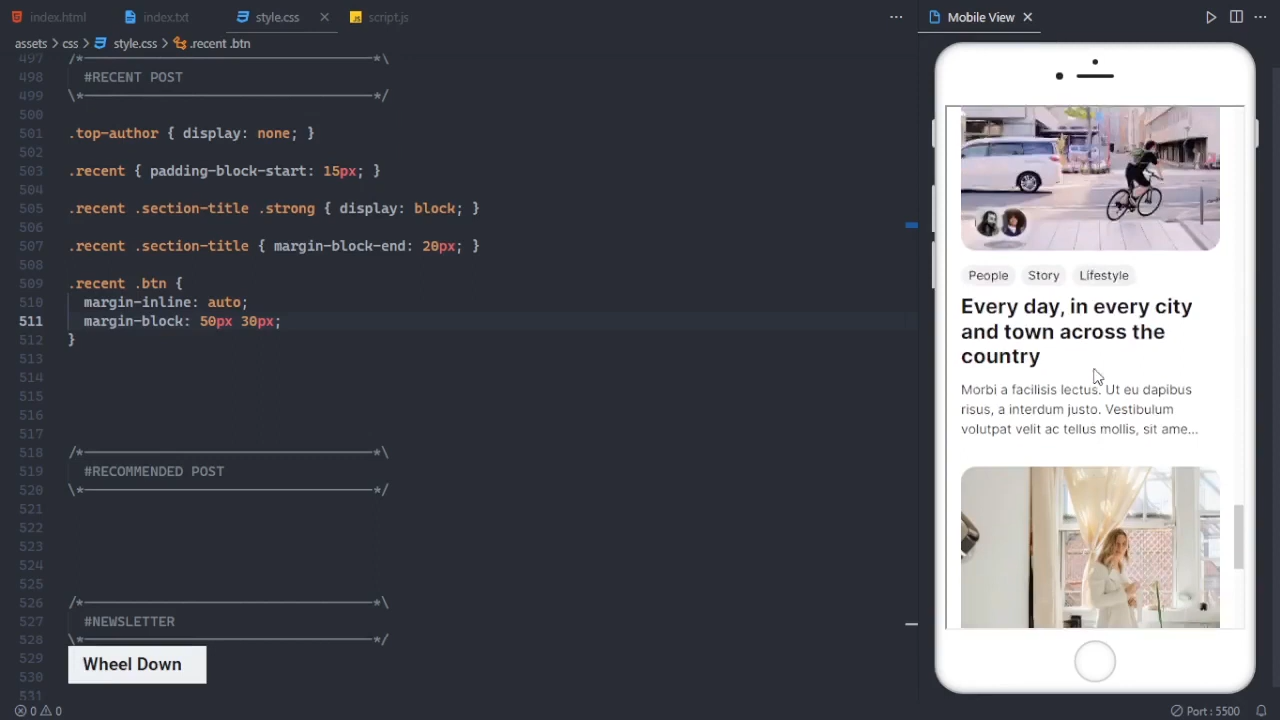 index.html index.txt style.css script.js Mobile View
assets > css > style.css > .recent .btn
497 /*
498 #RECENT POST
499 \* */
500
501 .top-author { display: none; }
502
503 .recent { padding-block-start: 15px; }
504
505 .recent .section-title .strong { display: block; }
506
507 .recent .section-title { margin-block-end: 20px; }
508
509 .recent .btn {
510 margin-inline: auto;
511 margin-block: 50px 30px;
512 }
513
514
515
516
517
518 /* *\
519 #RECOMMENDED POST
520 \* */
521
522
523
524
525
526 /* *\
527 #NEWSLETTER
528 \* */
529
530
531
Wheel Down
0 0
People Story Lifestyle
Every day, in every city
and town across the
country
Morbi a facilisis lectus. Ut eu dapibus
risus, a interdum justo. Vestibulum
volutpat velit ac tellus mollis, sit ame...
Port : 5500